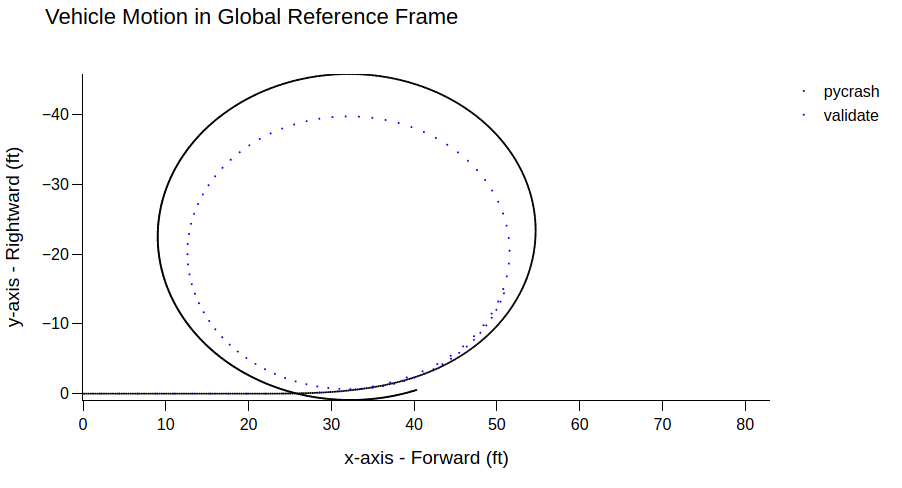 Vehicle Motion in Global Reference Frame
pycrash
validate
−40
−30
−20
−10
0
y-axis - Rightward (ft)
0 10 20 30 40 50 60 70 80
x-axis - Forward (ft)